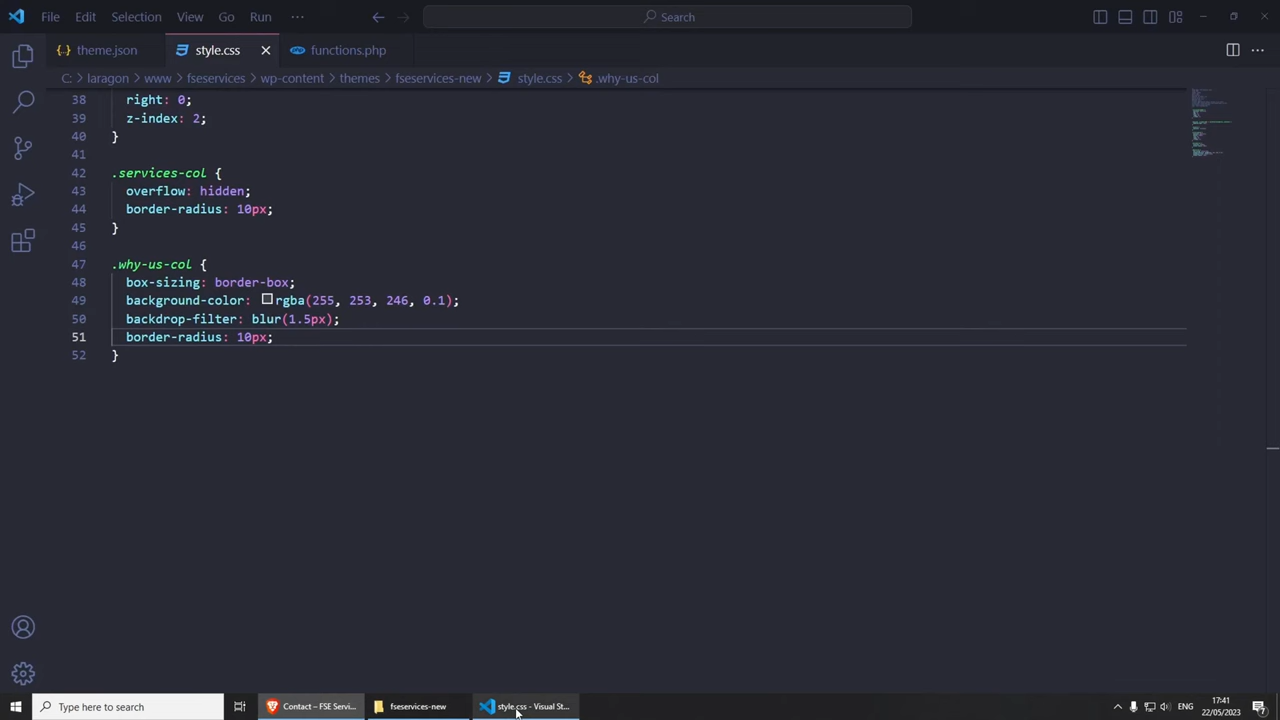 File Edit Selection View Go Run ···
Search
theme.json style.css functions.php
C: laragon www fseservices wp-content themes fseservices-new style.css .why-us-col
38 right: 0;
39 z-index: 2;
40 }
41
42 .services-col {
43 overflow: hidden;
44 border-radius: 10px;
45 }
46
47 .why-us-col {
48 box-sizing: border-box;
49 background-color: rgba(255, 253, 246, 0.1);
50 backdrop-filter: blur(1.5px);
51 border-radius: 10px;
52 }
Type here to search
Contact – FSE Servi...
fseservices-new
style.css - Visual St...
ENG
17:41
22/05/2023